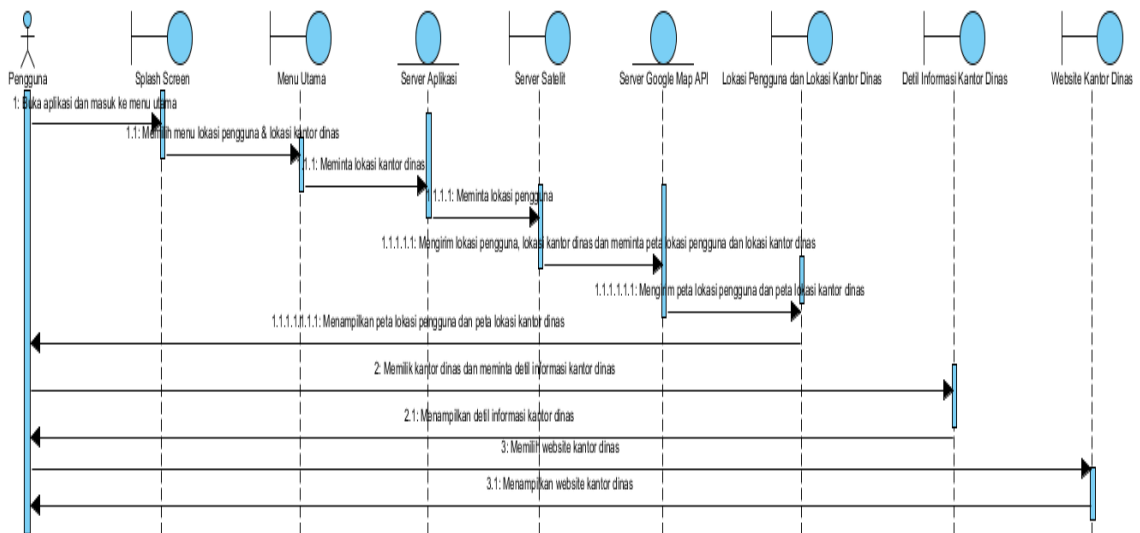 Pengguna
Splash Screen
Menu Utama
Server Aplikasi
Server Satelit
Server Google Map API
Lokasi Pengguna dan Lokasi Kantor Dinas
Detil Informasi Kantor Dinas
Website Kantor Dinas
1: Buka aplikasi dan masuk ke menu utama
1.1: Memilih menu lokasi pengguna & lokasi kantor dinas
.1.1: Meminta lokasi kantor dinas
1.1.1.1: Meminta lokasi pengguna
1.1.1.1.1: Mengirim lokasi pengguna, lokasi kantor dinas dan meminta peta lokasi pengguna dan lokasi kantor dinas
1.1.1.1.1.1: Mengirim peta lokasi pengguna dan peta lokasi kantor dinas
1.1.1.1.1.1.1: Menampilkan peta lokasi pengguna dan peta lokasi kantor dinas
2: Memilik kantor dinas dan meminta detil informasi kantor dinas
2.1: Menampilkan detil informasi kantor dinas
3: Memilih website kantor dinas
3.1: Menampilkan website kantor dinas